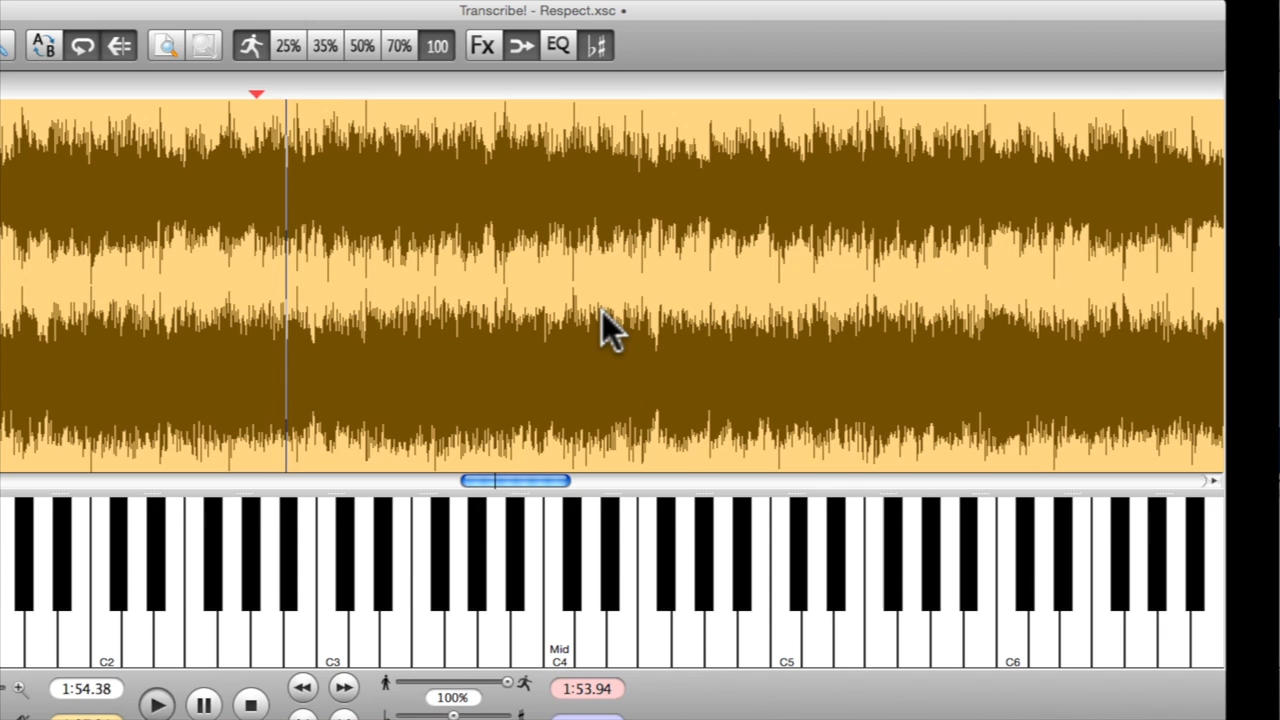 Transcribe! - Respect.xsc •
A B 25% 35% 50% 70% 100 Fx EQ ♭♯
Mid
C2 C3 C4 C5 C6
1:54.38 100% 1:53.94
♭ ♯